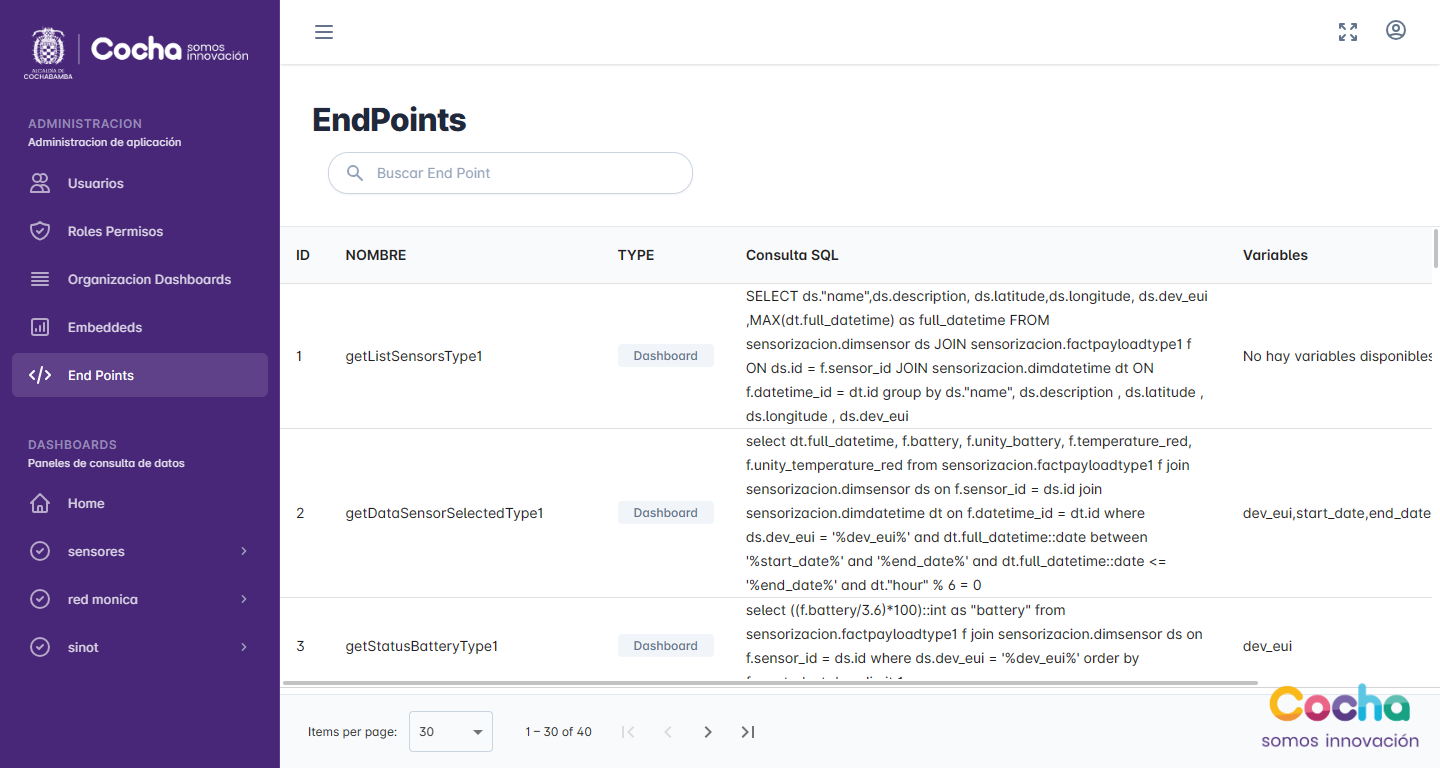 ALCALDÍA DE
COCHABAMBA
Cocha somos
innovación
ADMINISTRACION
Administracion de aplicación
Usuarios
Roles Permisos
Organizacion Dashboards
Embeddeds
End Points
DASHBOARDS
Paneles de consulta de datos
Home
sensores
red monica
sinot
EndPoints
Buscar End Point
ID NOMBRE TYPE Consulta SQL Variables
1 getListSensorsType1 Dashboard
SELECT ds."name",ds.description, ds.latitude,ds.longitude, ds.dev_eui
,MAX(dt.full_datetime) as full_datetime FROM
sensorizacion.dimsensor ds JOIN sensorizacion.factpayloadtype1 f
ON ds.id = f.sensor_id JOIN sensorizacion.dimdatetime dt ON
f.datetime_id = dt.id group by ds."name", ds.description , ds.latitude ,
ds.longitude , ds.dev_eui
No hay variables disponibles
2 getDataSensorSelectedType1 Dashboard
select dt.full_datetime, f.battery, f.unity_battery, f.temperature_red,
f.unity_temperature_red from sensorizacion.factpayloadtype1 f join
sensorizacion.dimsensor ds on f.sensor_id = ds.id join
sensorizacion.dimdatetime dt on f.datetime_id = dt.id where
ds.dev_eui = '%dev_eui%' and dt.full_datetime::date between
'%start_date%' and '%end_date%' and dt.full_datetime::date <=
'%end_date%' and dt."hour" % 6 = 0
dev_eui,start_date,end_date
3 getStatusBatteryType1 Dashboard
select ((f.battery/3.6)*100)::int as "battery" from
sensorizacion.factpayloadtype1 f join sensorizacion.dimsensor ds on
f.sensor_id = ds.id where ds.dev_eui = '%dev_eui%' order by
dev_eui
Items per page: 30 1 – 30 of 40
Cocha
somos innovación